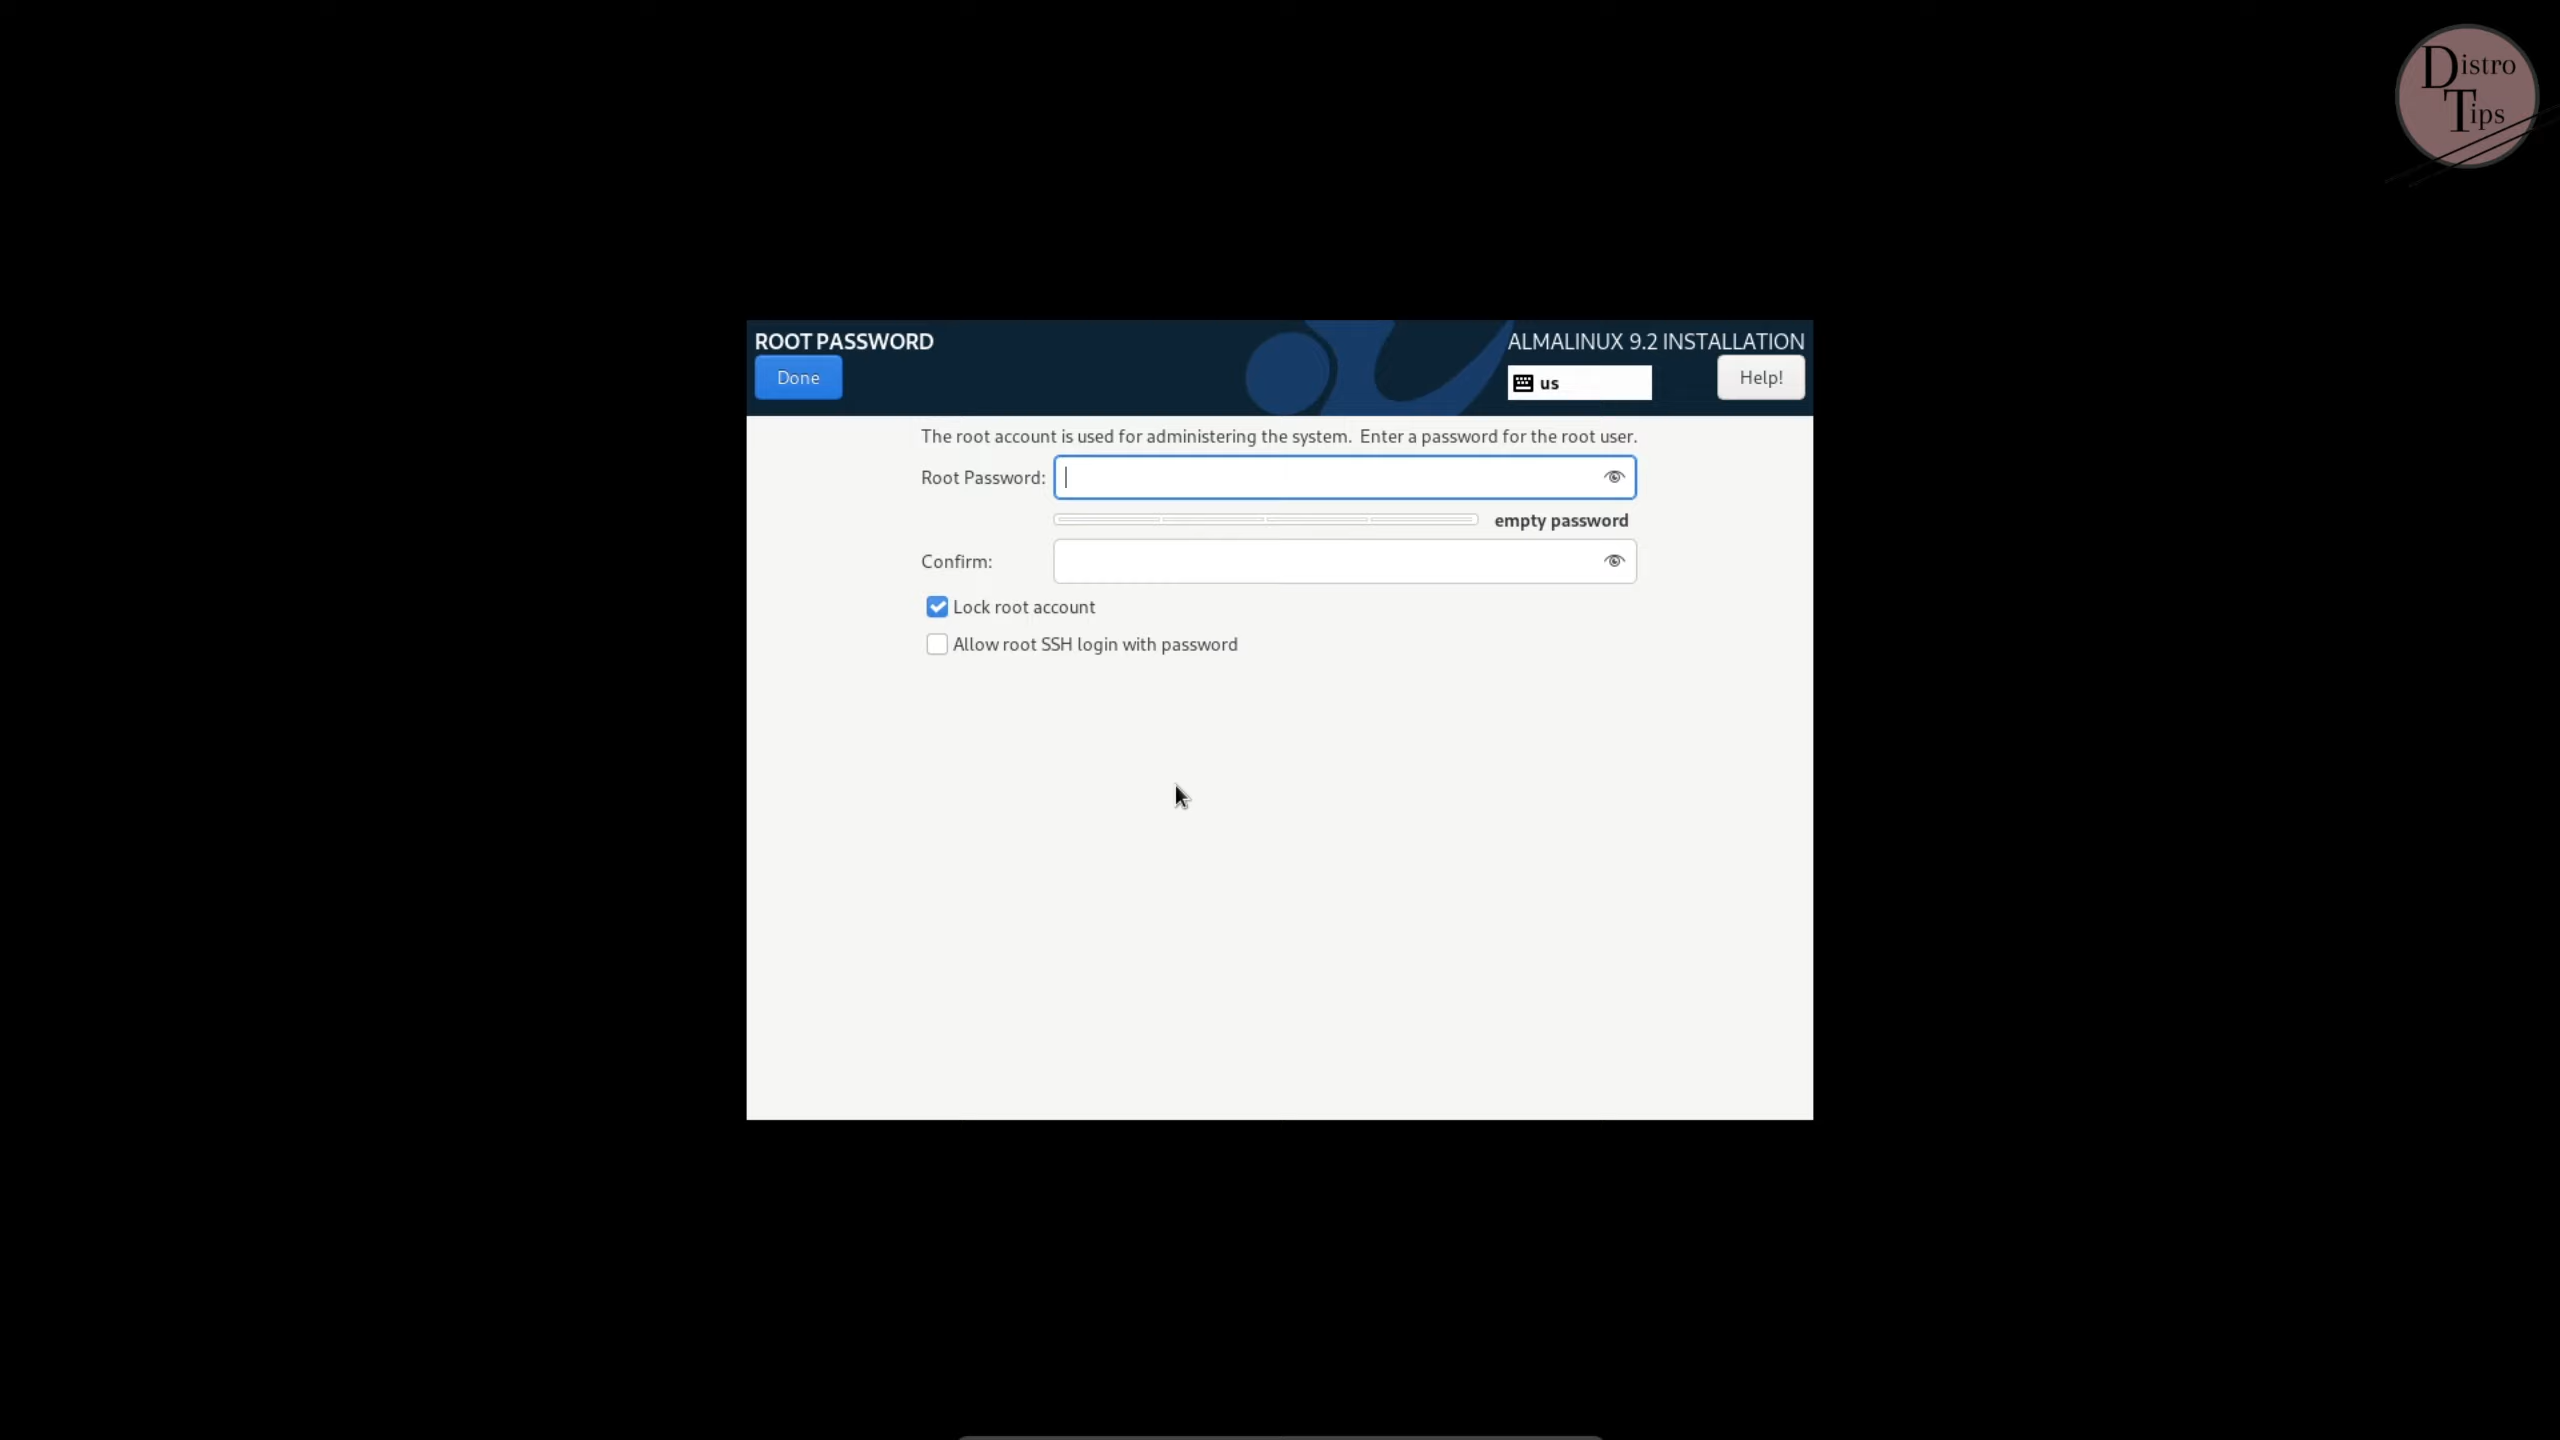 Distro
Tips
ROOT PASSWORD
ALMALINUX 9.2 INSTALLATION
Done
us
Help!
The root account is used for administering the system.  Enter a password for the root user.
Root Password:
empty password
Confirm:
Lock root account
Allow root SSH login with password